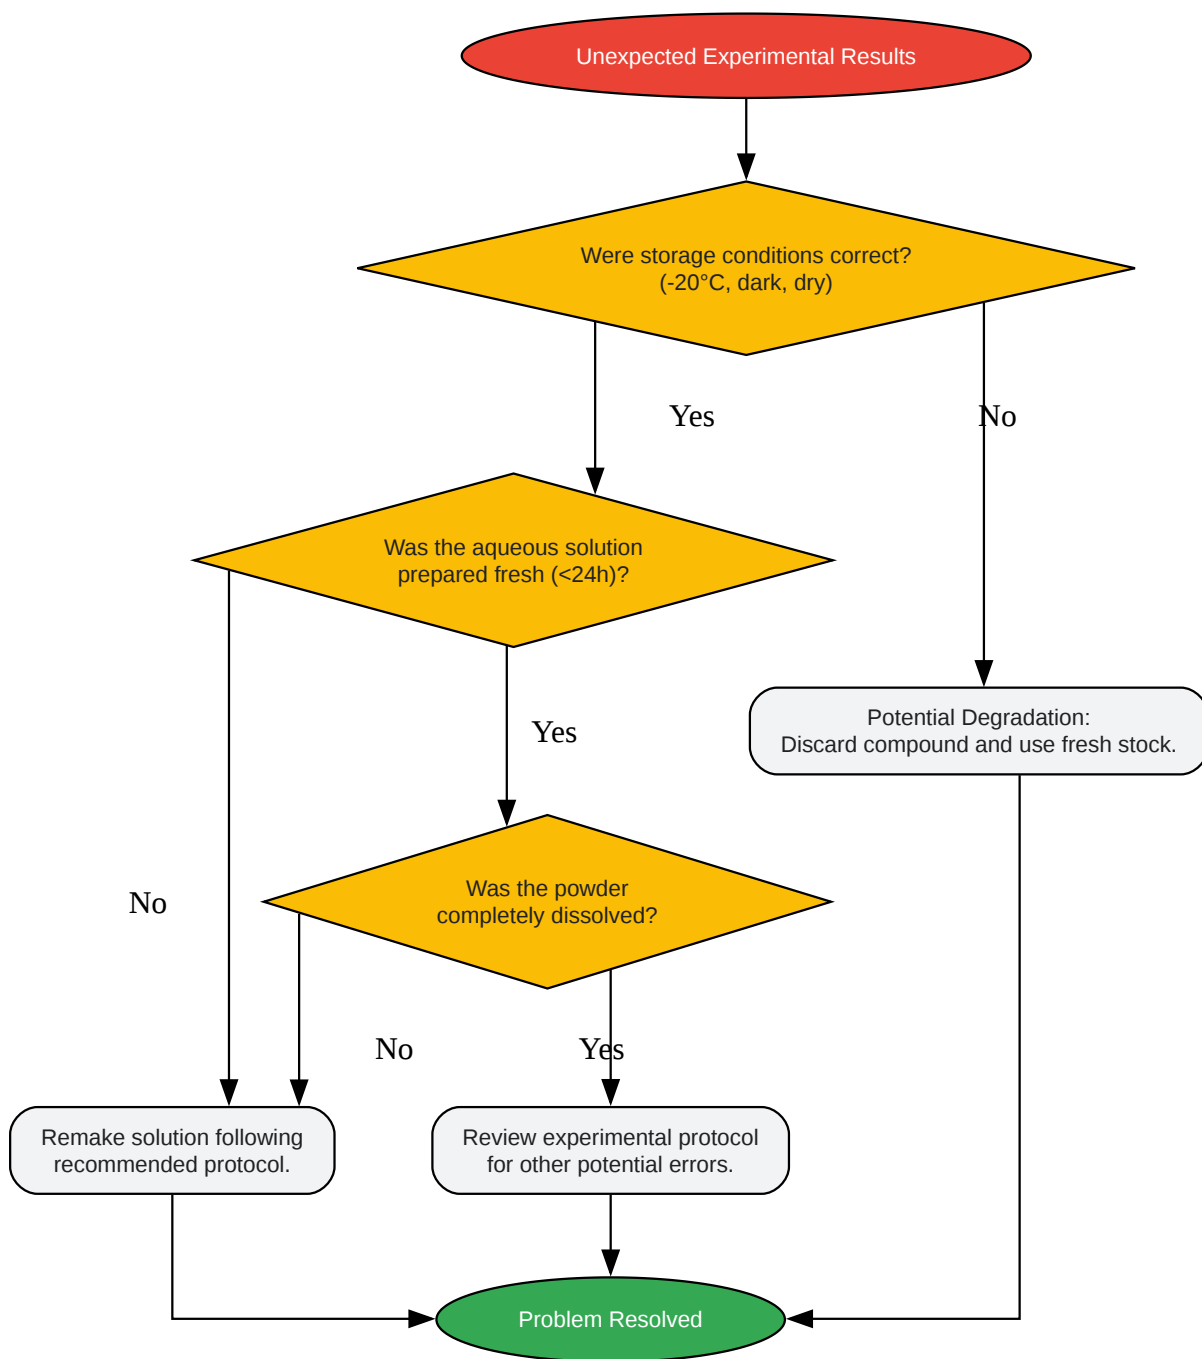 Unexpected Experimental Results
Were storage conditions correct?
(-20°C, dark, dry)
Yes
No
Was the aqueous solution
prepared fresh (<24h)?
Potential Degradation:
Discard compound and use fresh stock.
Yes
Was the powder
completely dissolved?
No
No
Yes
Remake solution following
recommended protocol.
Review experimental protocol
for other potential errors.
Problem Resolved